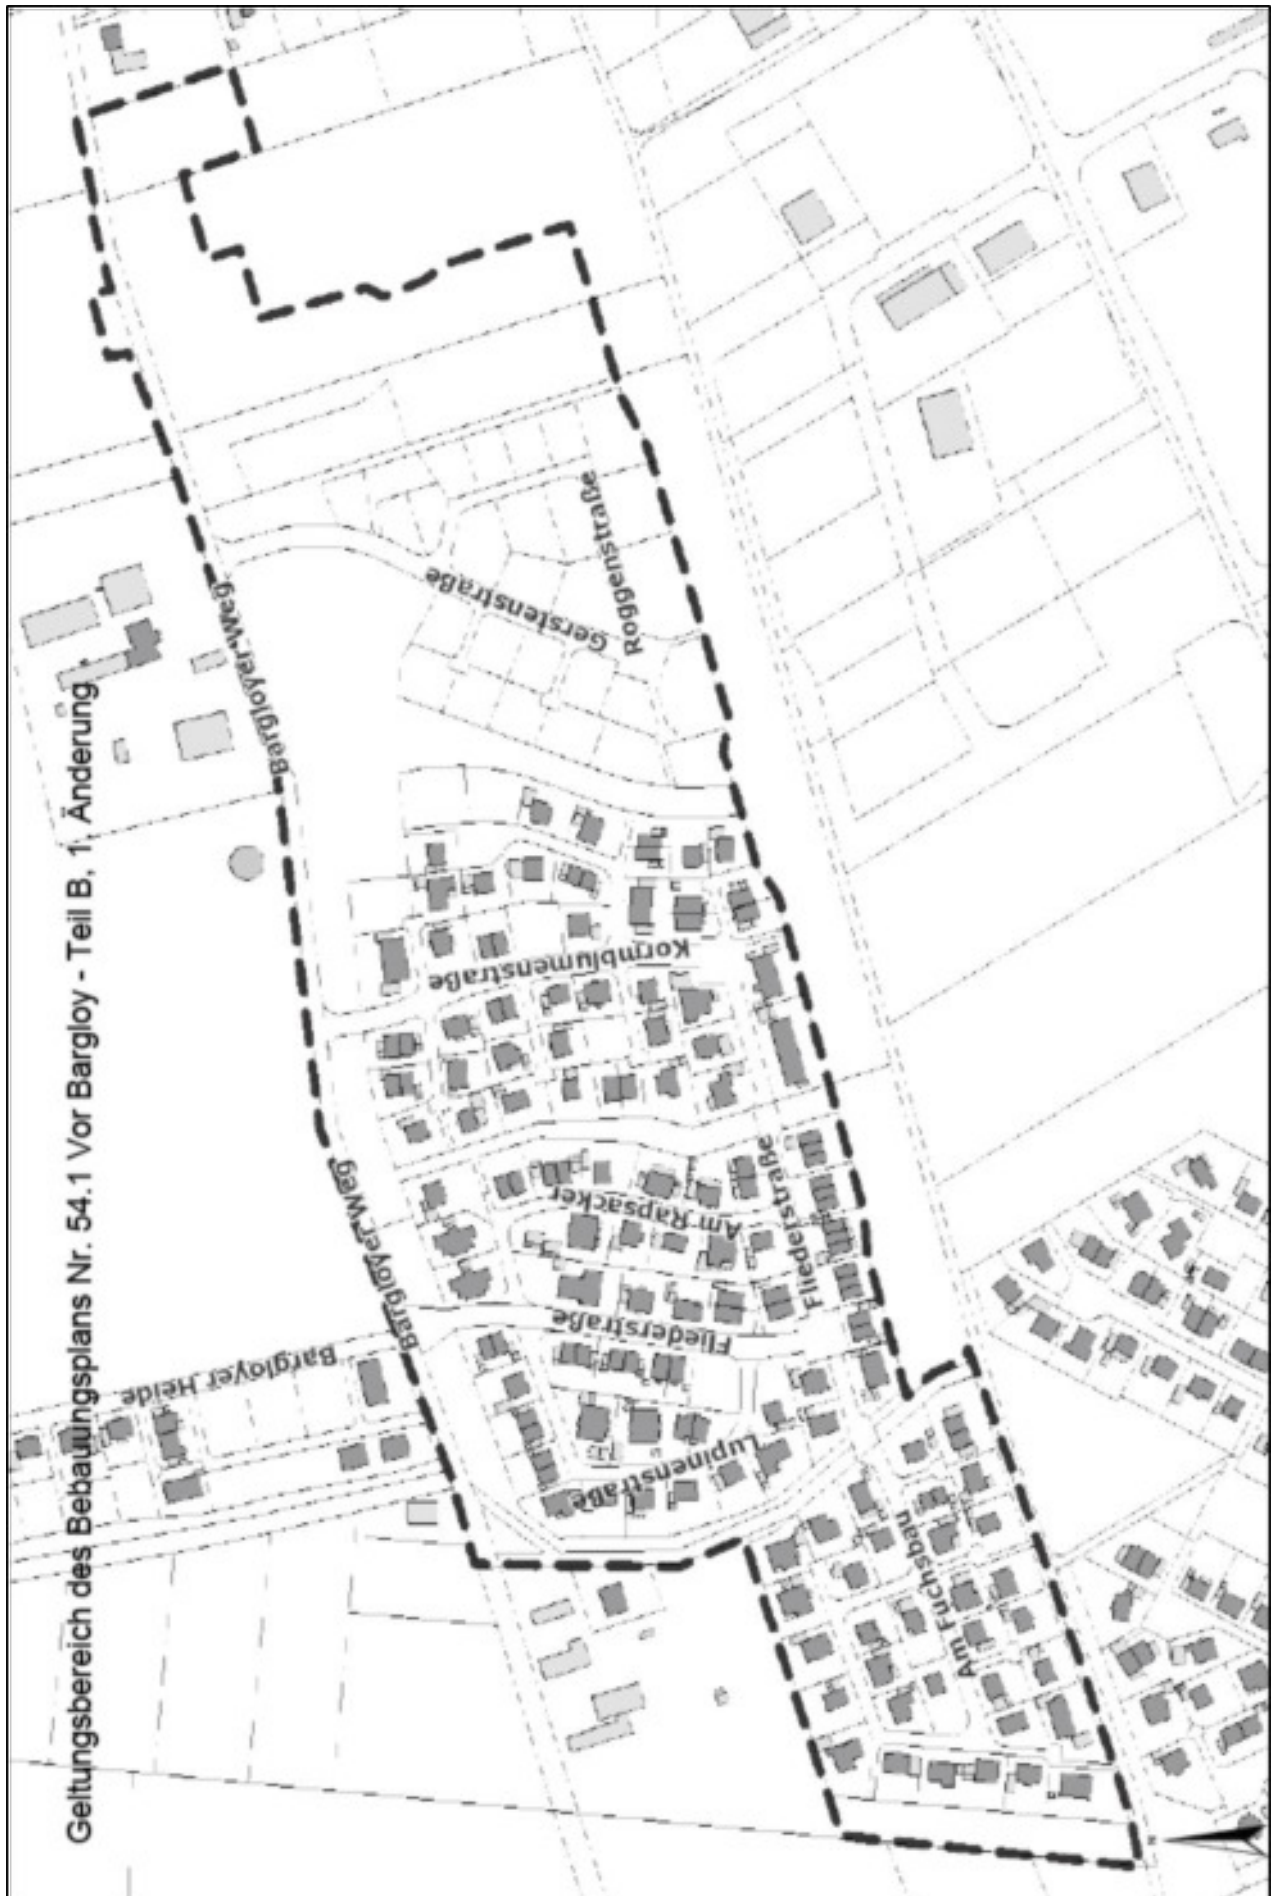 Geltungsbereich des Bebauungsplans Nr. 54.1 Vor Bargloy - Teil B, 1. Änderung
Bargloyer Heide
Bargloyer Weg
Bargloyer Weg
Lupinenstraße
Fliederstraße
Am Rapsacker
Fliederstraße
Kornblumenstraße
Gerstenstraße
Roggenstraße
Am Fuchsbau
N